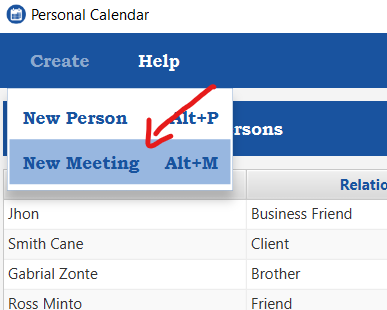 Personal Calendar
Create Help
New Person Alt+P
rsons
New Meeting Alt+M
Relatio
Jhon Business Friend
Smith Cane Client
Gabrial Zonte Brother
Ross Minto Friend